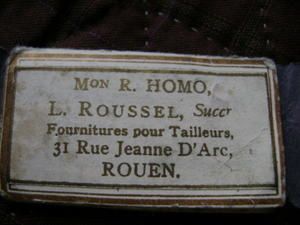 MON R. HOMO,
L. ROUSSEL, Succr
Fournitures pour Tailleurs,
31 Rue Jeanne D'Arc,
ROUEN.